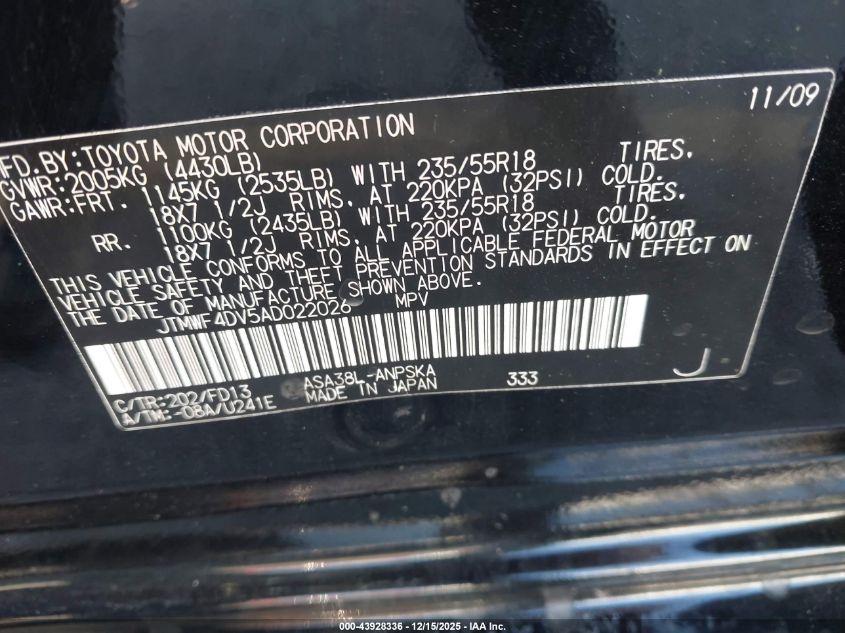 11/09
MFD. BY: TOYOTA MOTOR CORPORATION
GVWR: 2005KG (4430LB)
GAWR: FRT. 1145KG (2535LB) WITH 235/55R18 TIRES,
18X7 1/2J RIMS, AT 220KPA (32PSI) COLD.
RR. 1100KG (2435LB) WITH 235/55R18 TIRES,
18X7 1/2J RIMS, AT 220KPA (32PSI) COLD.
THIS VEHICLE CONFORMS TO ALL APPLICABLE FEDERAL MOTOR
VEHICLE SAFETY AND THEFT PREVENTION STANDARDS IN EFFECT ON
THE DATE OF MANUFACTURE SHOWN ABOVE.
JTMWF4DV5AD022026 MPV
C/TR: 202/FD13 ASA38L-ANPSKA 333 J
A/TM: -08A/U241E MADE IN JAPAN
000-43928336 - 12/15/2025 - IAA Inc.